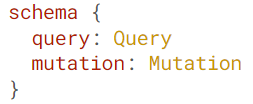 schema {
  query: Query
  mutation: Mutation
}